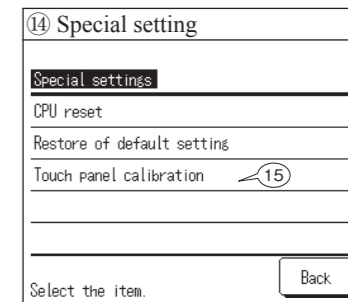 ⑭ Special setting
Special settings
CPU reset
Restore of default setting
Touch panel calibration ⑮
Select the item.
Back